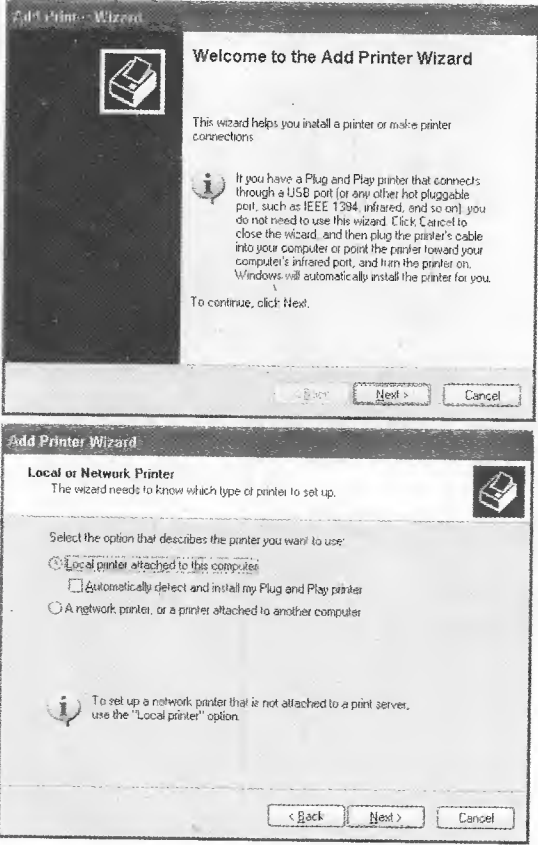 Add Printer Wizard
Welcome to the Add Printer Wizard
This wizard helps you install a printer or make printer
connections
If you have a Plug and Play printer that connects
through a USB port (or any other hot pluggable
port, such as IEEE 1394, infrared, and so on) you
do not need to use this wizard. Click Cancel to
close the wizard, and then plug the printer's cable
into your computer or point the printer toward your
computer's infrared port, and turn the printer on.
Windows will automatically install the printer for you.
To continue, click Next.
< Back
Next >
Cancel
Add Printer Wizard
Local or Network Printer
The wizard needs to know which type of printer to set up.
Select the option that describes the printer you want to use:
Local printer attached to this computer
Automatically detect and install my Plug and Play printer
A network printer, or a printer attached to another computer
To set up a network printer that is not attached to a print server,
use the "Local printer" option.
< Back
Next >
Cancel